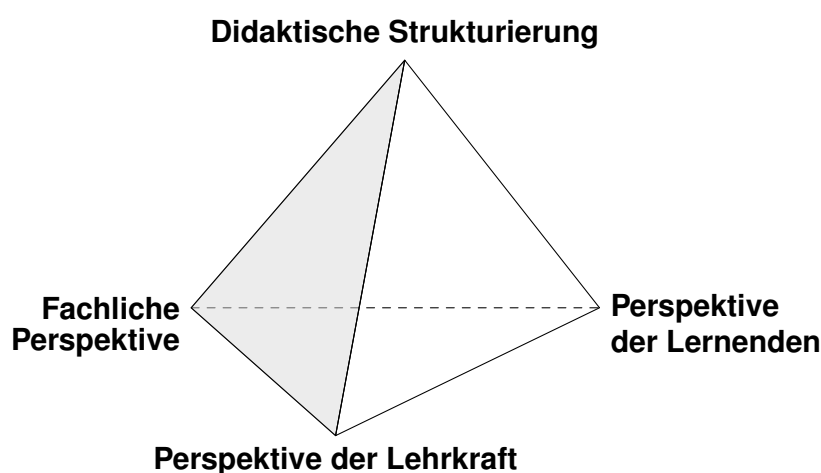 Didaktische Strukturierung
Fachliche
Perspektive
Perspektive
der Lernenden
Perspektive der Lehrkraft